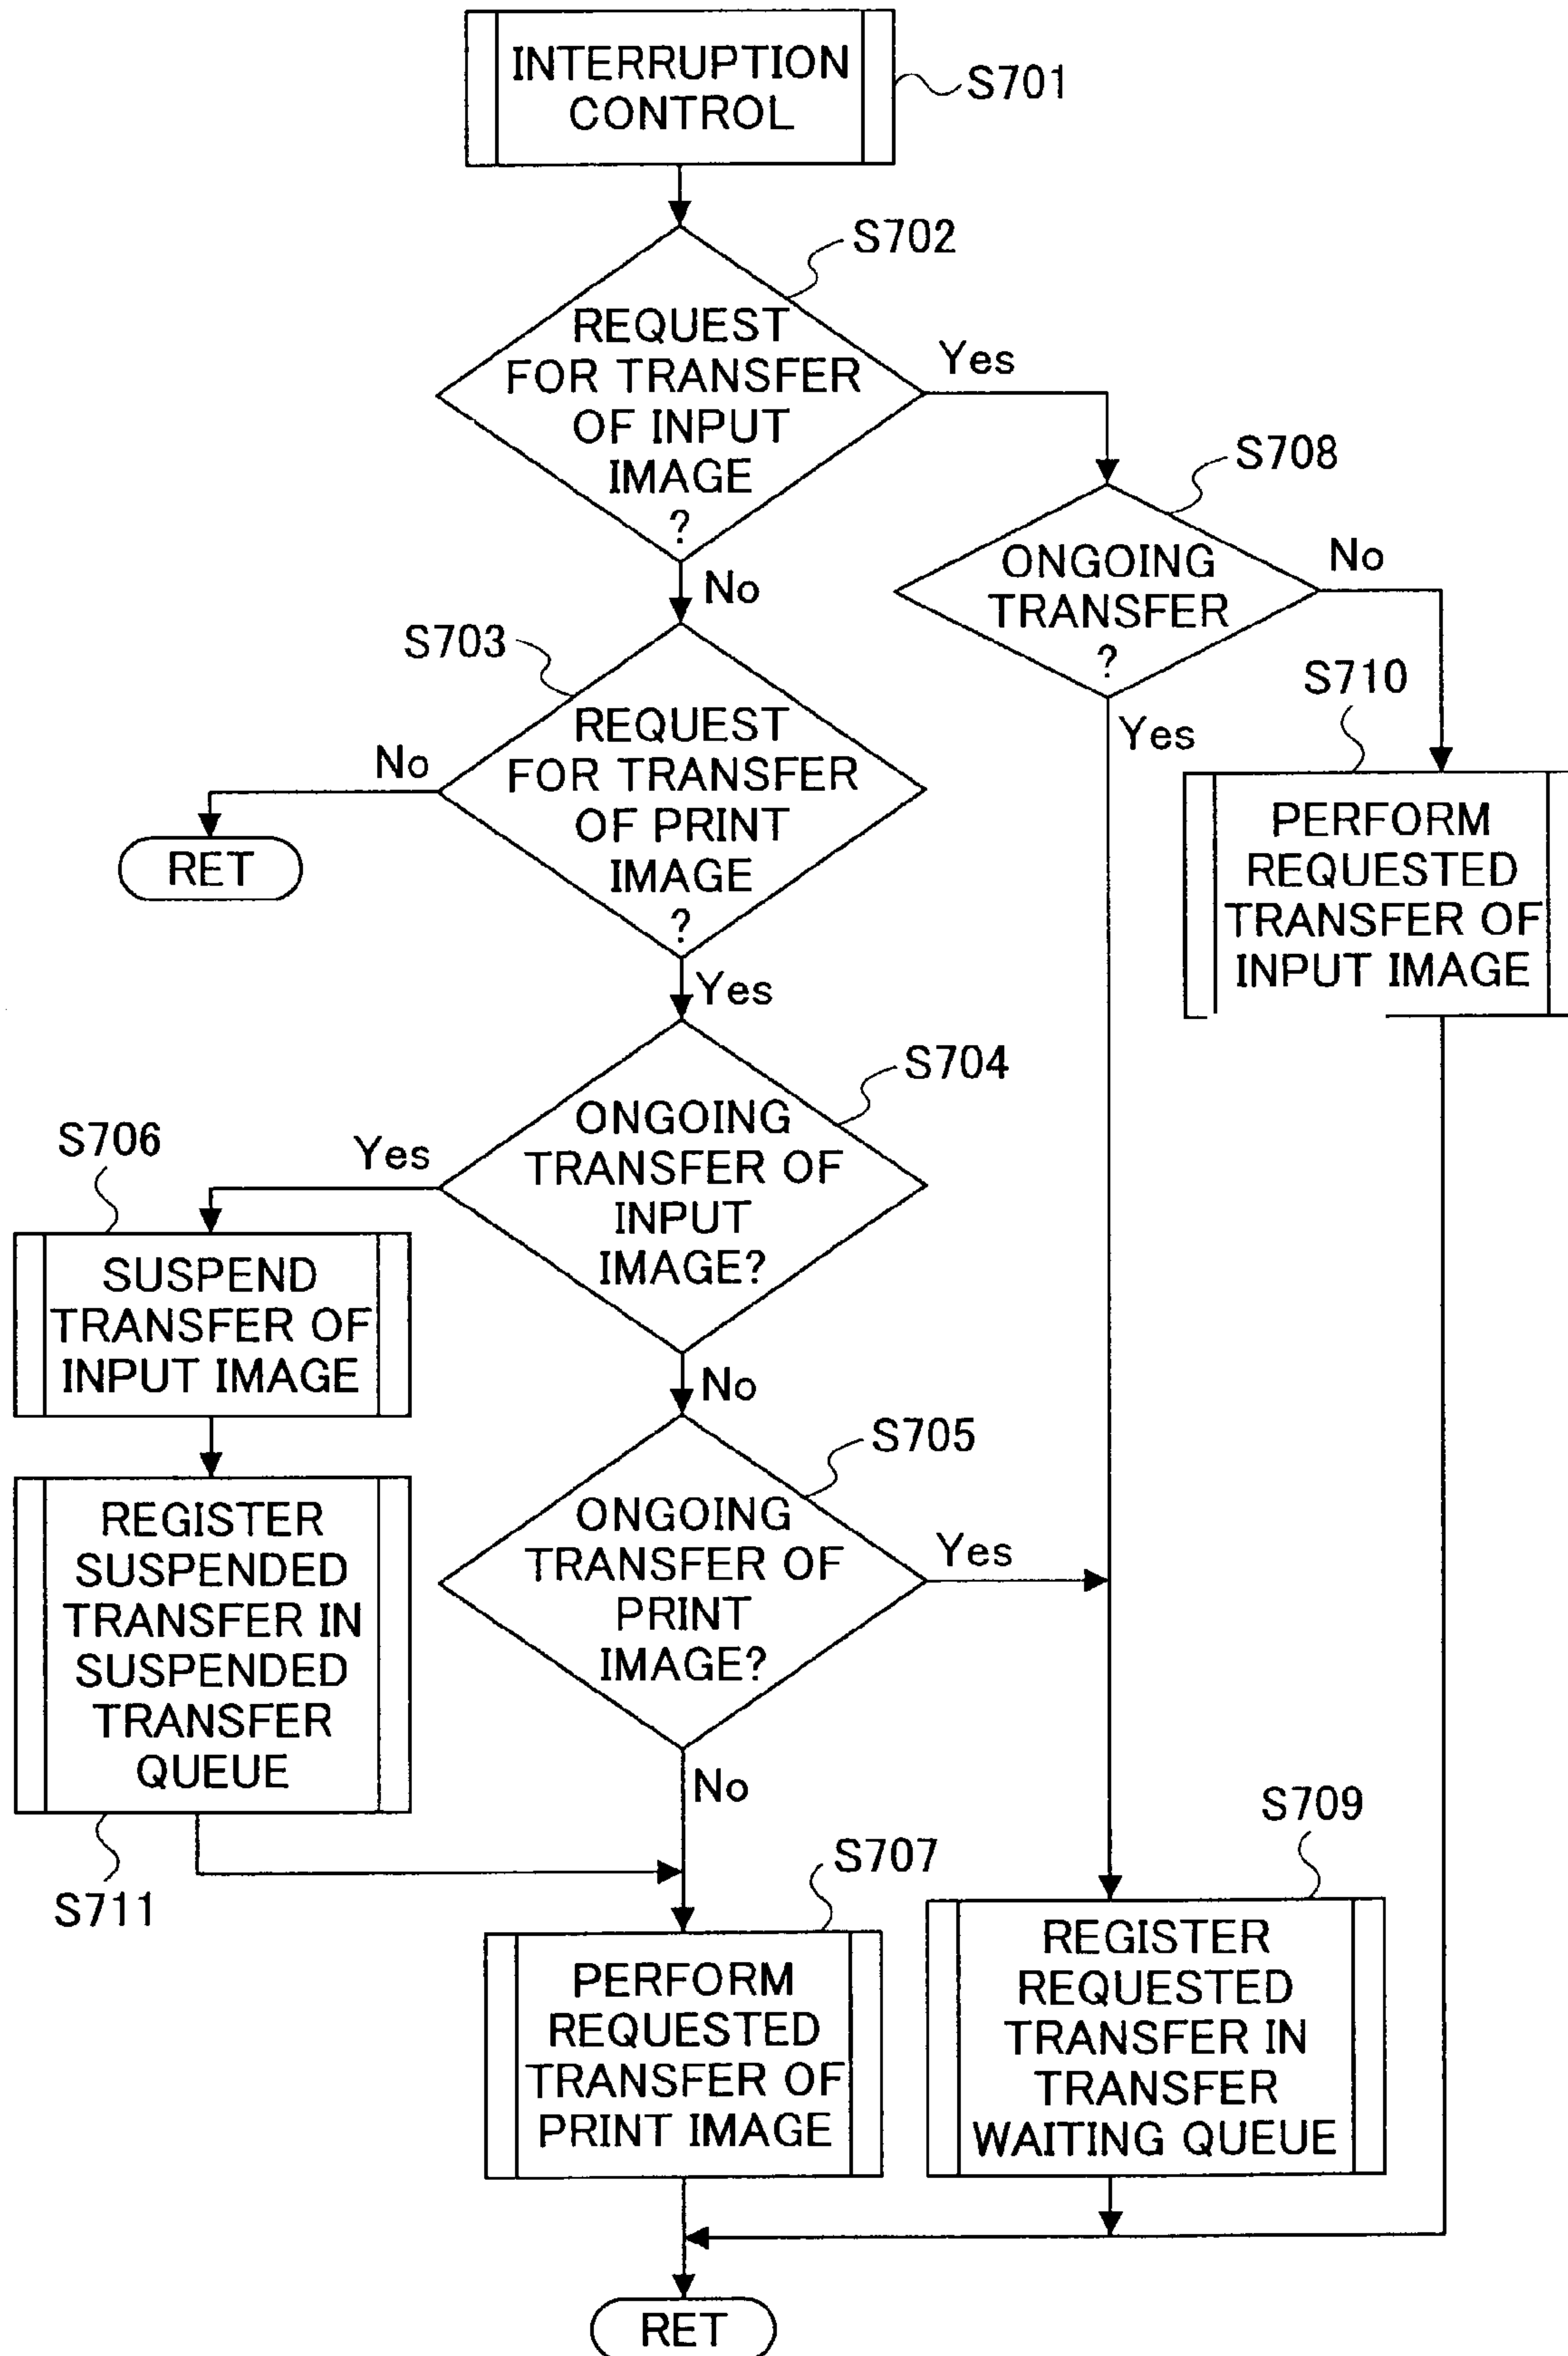 INTERRUPTION
CONTROL
S701
S702
REQUEST
FOR TRANSFER
OF INPUT
IMAGE
?
Yes
No
S708
ONGOING
TRANSFER
?
No
Yes
S703
REQUEST
FOR TRANSFER
OF PRINT
IMAGE
?
No
RET
Yes
S710
PERFORM
REQUESTED
TRANSFER OF
INPUT IMAGE
S704
ONGOING
TRANSFER OF
INPUT
IMAGE?
Yes
No
S706
SUSPEND
TRANSFER OF
INPUT IMAGE
S705
ONGOING
TRANSFER OF
PRINT
IMAGE?
Yes
No
REGISTER
SUSPENDED
TRANSFER IN
SUSPENDED
TRANSFER
QUEUE
S711
S707
PERFORM
REQUESTED
TRANSFER OF
PRINT IMAGE
S709
REGISTER
REQUESTED
TRANSFER IN
TRANSFER
WAITING QUEUE
RET